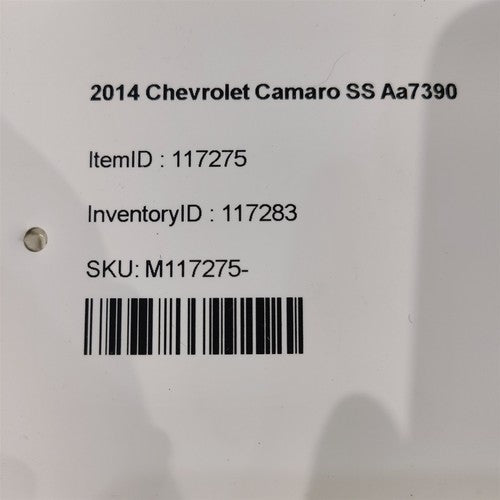 2014 Chevrolet Camaro SS Aa7390
ItemID : 117275
InventoryID : 117283
SKU: M117275-